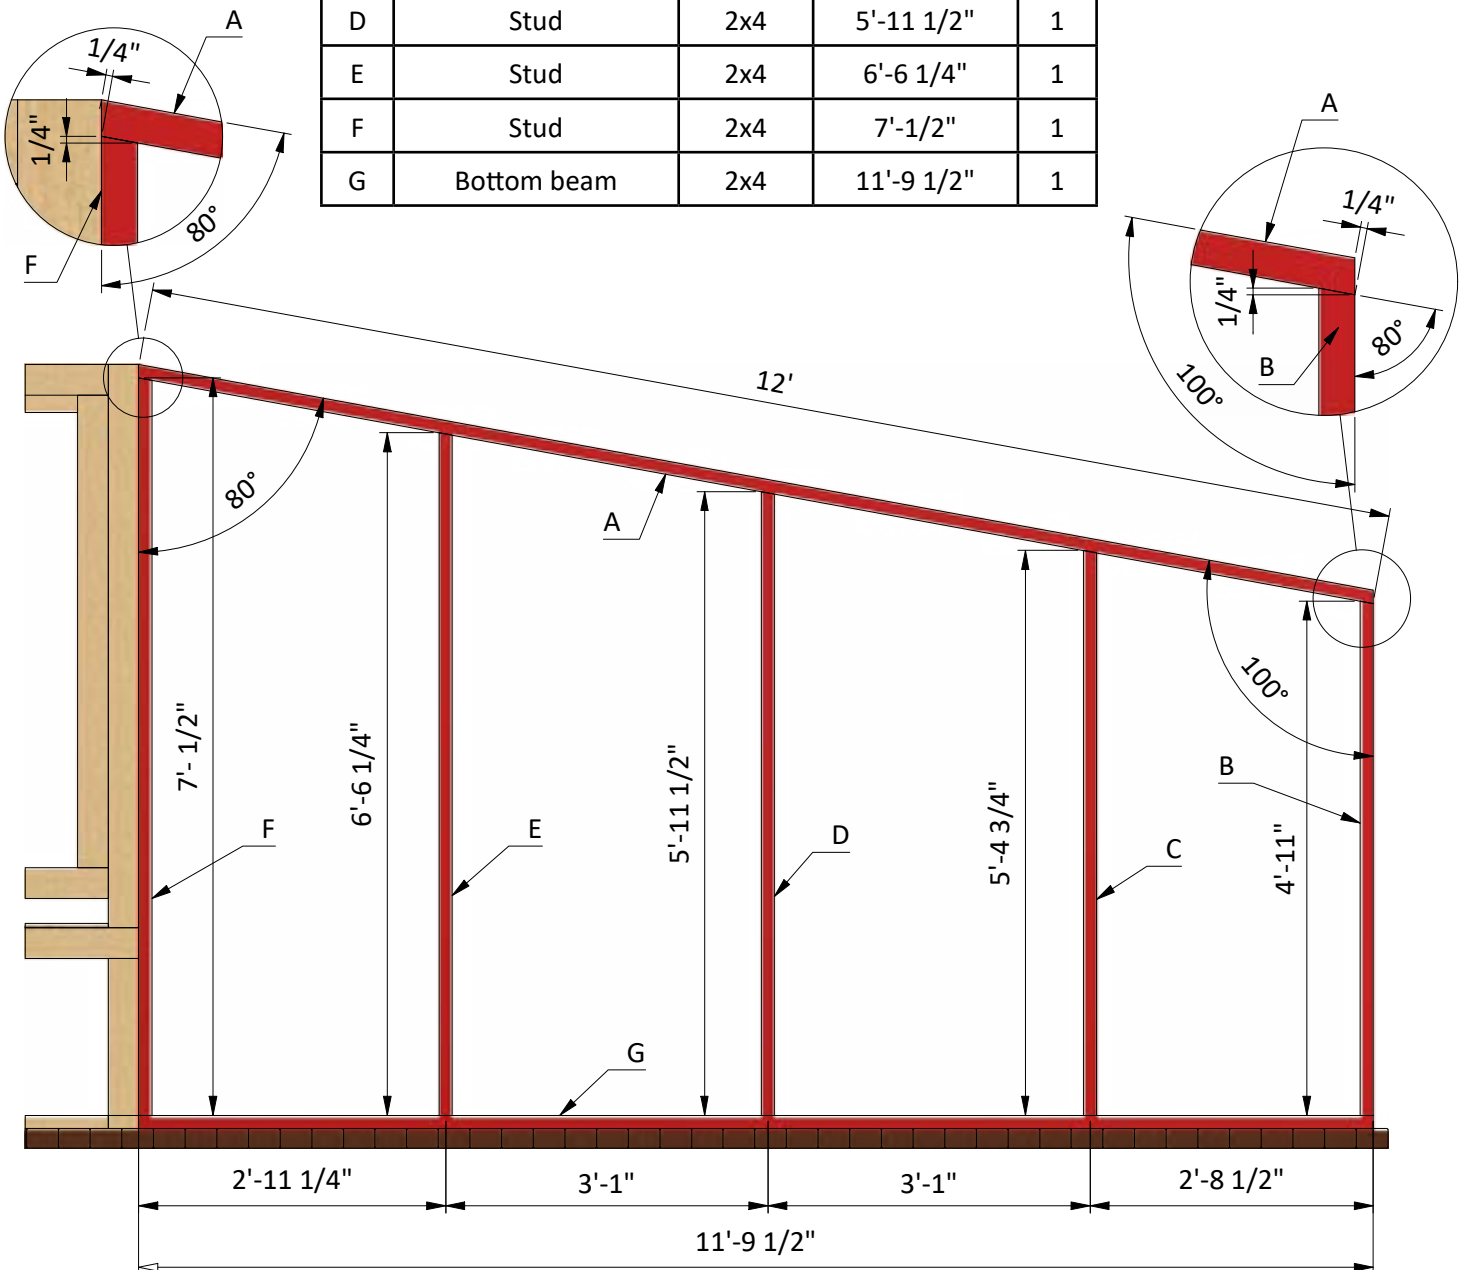 D Stud 2x4 5'-11 1/2" 1
E Stud 2x4 6'-6 1/4" 1
F Stud 2x4 7'-1/2" 1
G Bottom beam 2x4 11'-9 1/2" 1
A
1/4"
1/4"
80°
F
A
1/4"
1/4"
B
80°
100°
12'
80°
A
100°
7'- 1/2"
6'-6 1/4"
5'-11 1/2"
5'-4 3/4"
4'-11"
B
F
E
D
C
G
2'-11 1/4"
3'-1"
3'-1"
2'-8 1/2"
11'-9 1/2"